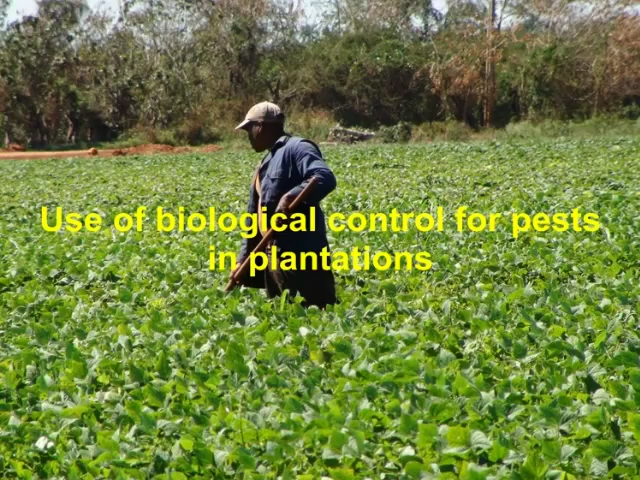 Use of biological control for pests
in plantations